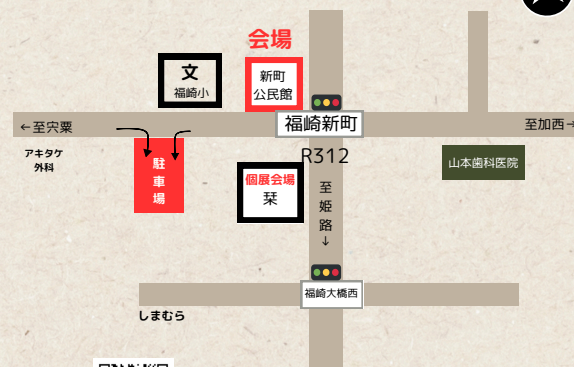 会場
文
福崎小
新町
公民館
←至宍粟
福崎新町
至加西→
アキタケ
外科
駐車場
R312
山本歯科医院
個展会場
栞
至姫路↓
福崎大橋西
しまむら